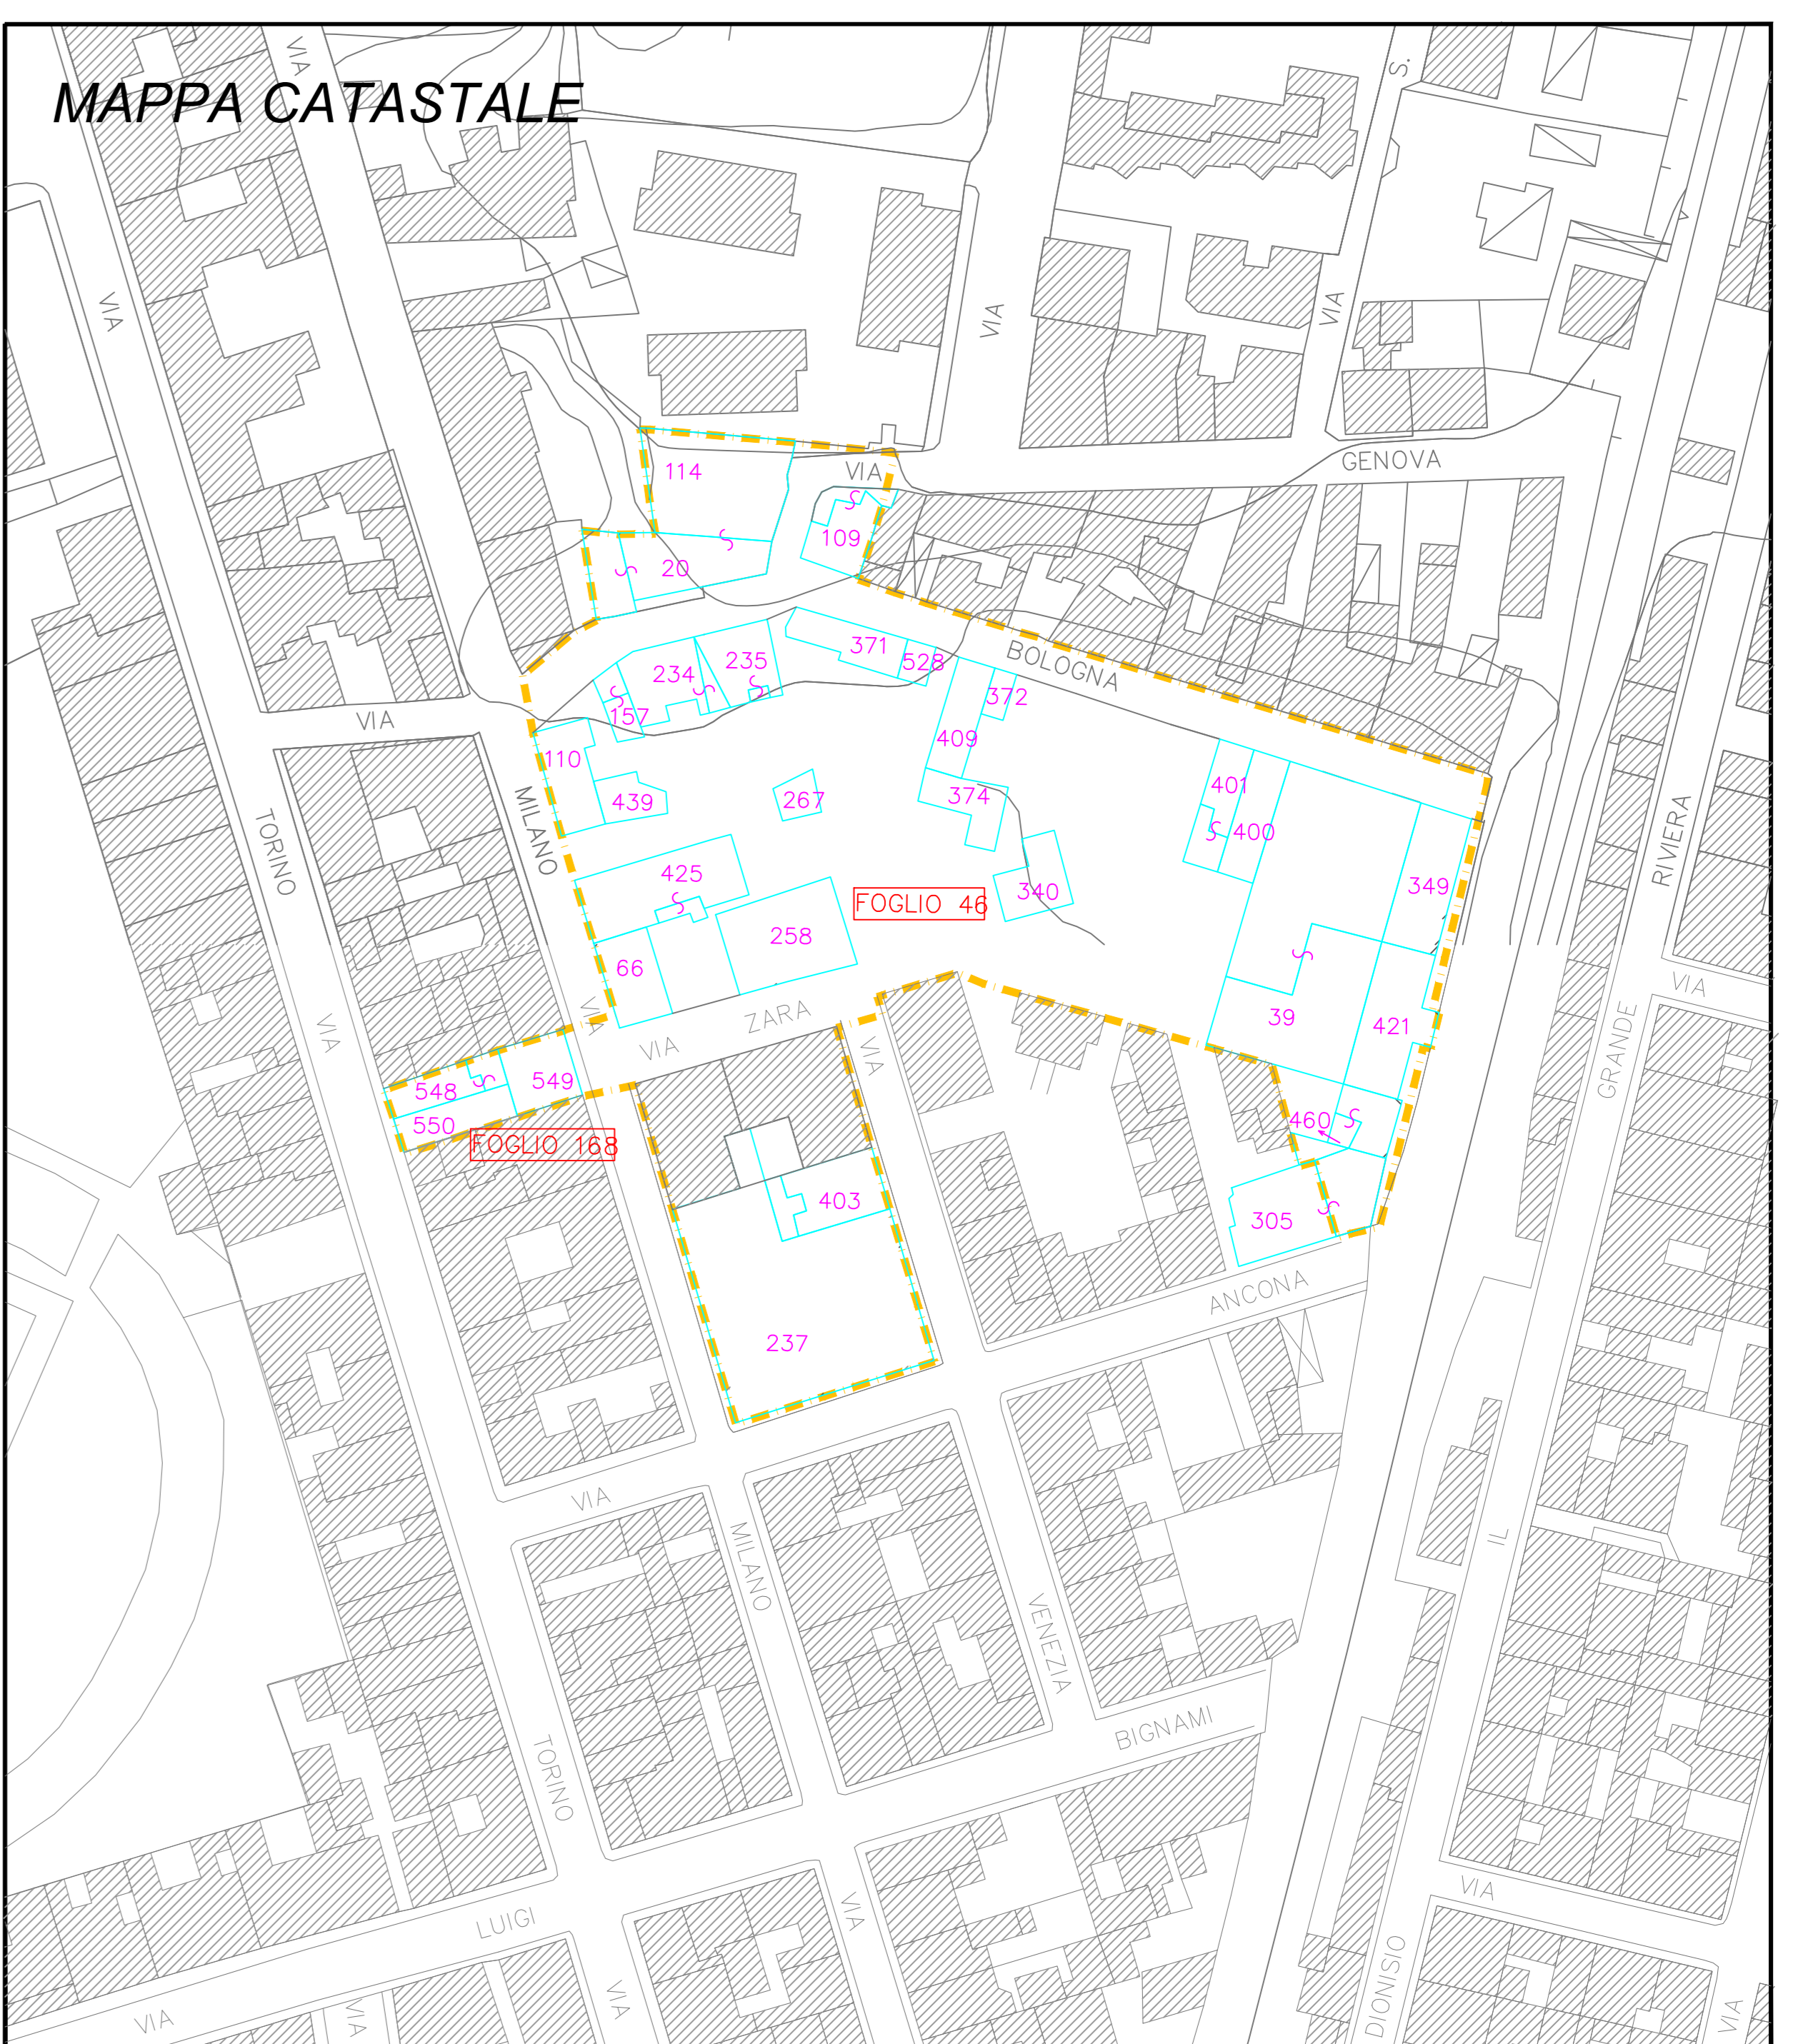 VIA
S.
MAPPA CATASTALE
VIA
VIA
VIA
GENOVA
VIA
114
109
20
371
528
235
234
BOLOGNA
372
157
VIA
409
110
401
374
267
439
400
TORINO
MILANO
RIVIERA
425
349
340
FOGLIO 46
258
66
VIA
VIA
ZARA
39
421
VIA
GRANDE
VIA
VIA
549
548
460
550
FOGLIO 168
403
305
ANCONA
237
VIA
IL
MILANO
VENEZIA
BIGNAMI
TORINO
VIA
VIA
LUIGI
DIONISO
VIA
VIA
VIA
VIA